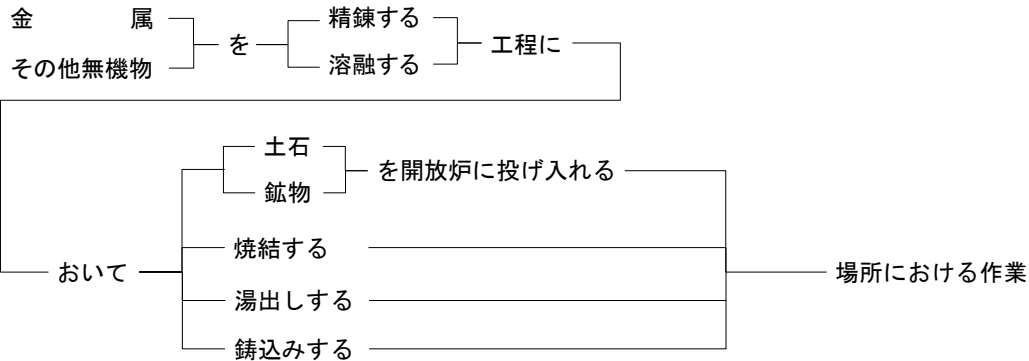 金　　　属
その他無機物
を
精錬する
溶融する
工程に
土石
鉱物
を開放炉に投げ入れる
おいて
焼結する
湯出しする
鋳込みする
場所における作業